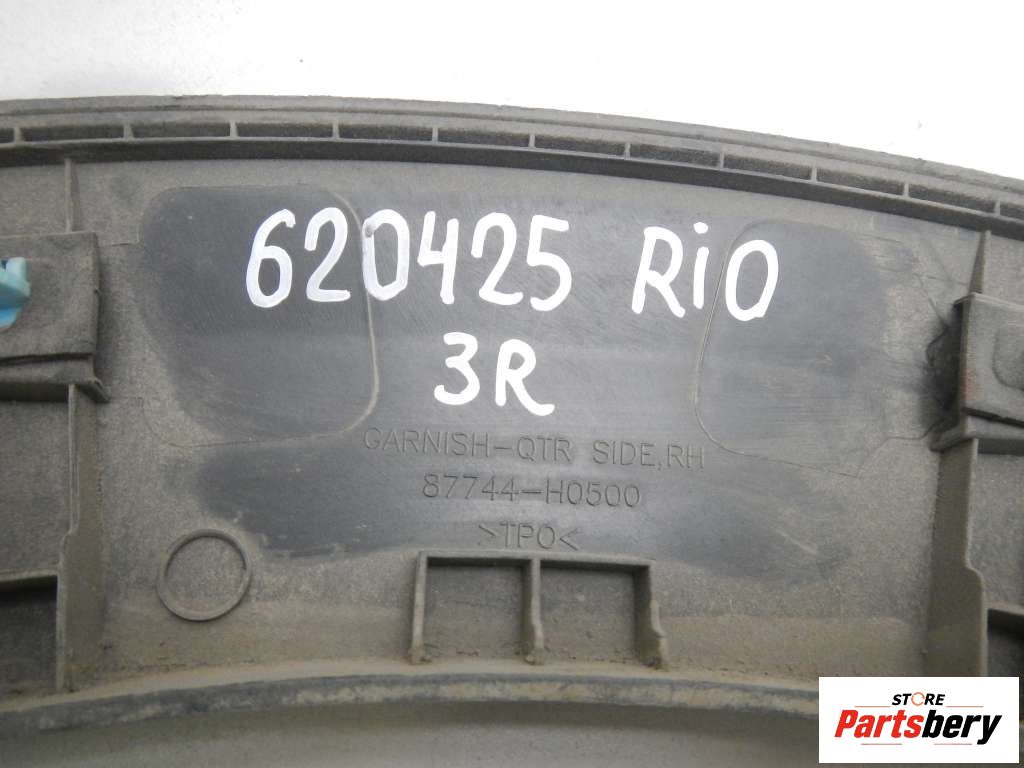 620425 RiO
3R
GARNISH-QTR SIDE,RH
87744-H0500
>TPO<
STORE
Partsbery